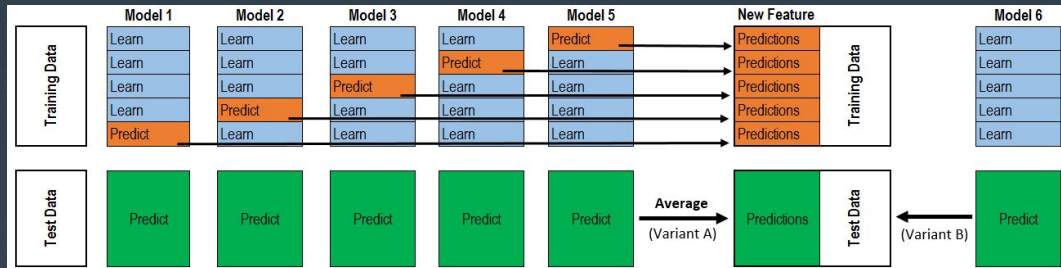 Model 1 Model 2 Model 3 Model 4 Model 5 New Feature Model 6
Training Data
Learn Learn Learn Learn Predict Predictions Learn
Learn Learn Learn Predict Learn Predictions Learn
Learn Learn Predict Learn Learn Predictions Learn
Learn Predict Learn Learn Learn Predictions Learn
Predict Learn Learn Learn Learn Predictions Learn
Training Data
Test Data
Predict Predict Predict Predict Predict
Average
(Variant A)
Predictions
Test Data
(Variant B)
Predict